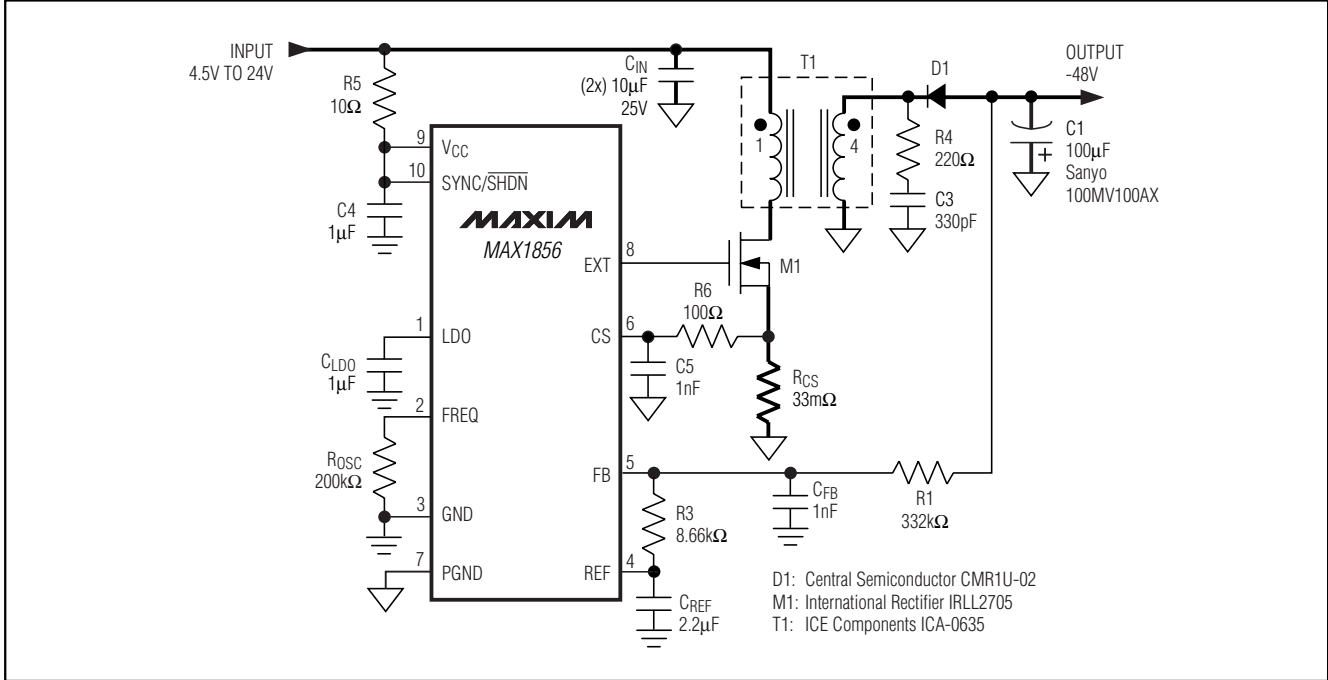 INPUT
4.5V TO 24V
R5
10Ω
CIN
(2x) 10μF
25V
T1
1
4
D1
OUTPUT
-48V
R4
220Ω
C3
330pF
C1
100μF
+
Sanyo
100MV100AX
9
VCC
10
SYNC/SHDN
C4
1μF
MAXIM
MAX1856
EXT
8
M1
R6
100Ω
CS
6
C5
1nF
RCS
33mΩ
1
LDO
CLDO
1μF
2
FREQ
ROSC
200kΩ
3
GND
7
PGND
FB
5
R3
8.66kΩ
CFB
1nF
R1
332kΩ
REF
4
CREF
2.2μF
D1: Central Semiconductor CMR1U-02
M1: International Rectifier IRLL2705
T1: ICE Components ICA-0635